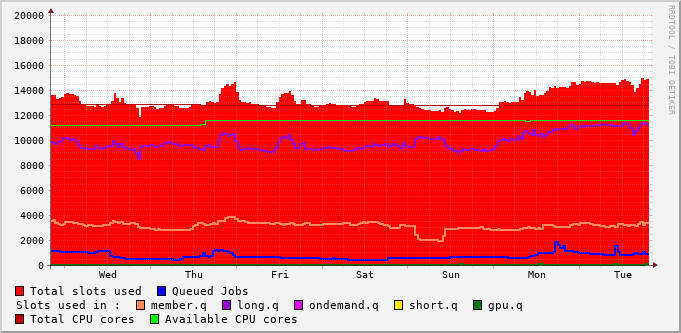 20000
18000
16000
14000
12000
10000
8000
6000
4000
2000
0
Wed Thu Fri Sat Sun Mon Tue
RRDTOOL / TOBI OETIKER
Total slots used Queued Jobs
Slots used in : member.q long.q ondemand.q short.q gpu.q
Total CPU cores Available CPU cores